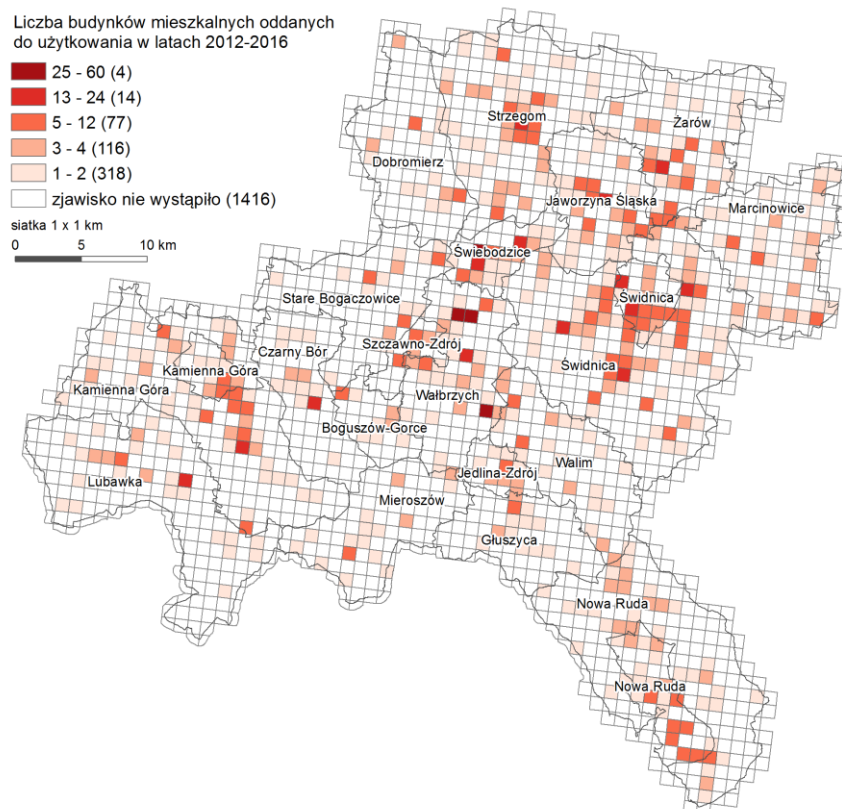 Liczba budynków mieszkalnych oddanych
do użytkowania w latach 2012-2016
25 - 60 (4)
13 - 24 (14)
5 - 12 (77)
3 - 4 (116)
1 - 2 (318)
zjawisko nie wystąpiło (1416)
siatka 1 x 1 km
0 5 10 km
Strzegom
Żarów
Dobromierz
Jaworzyna Śląska
Marcinowice
Świebodzice
Stare Bogaczowice
Świdnica
Szczawno-Zdrój
Czarny Bór
Kamienna Góra
Świdnica
Kamienna Góra
Wałbrzych
Boguszów-Gorce
Walim
Jedlina-Zdrój
Lubawka
Mieroszów
Głuszyca
Nowa Ruda
Nowa Ruda